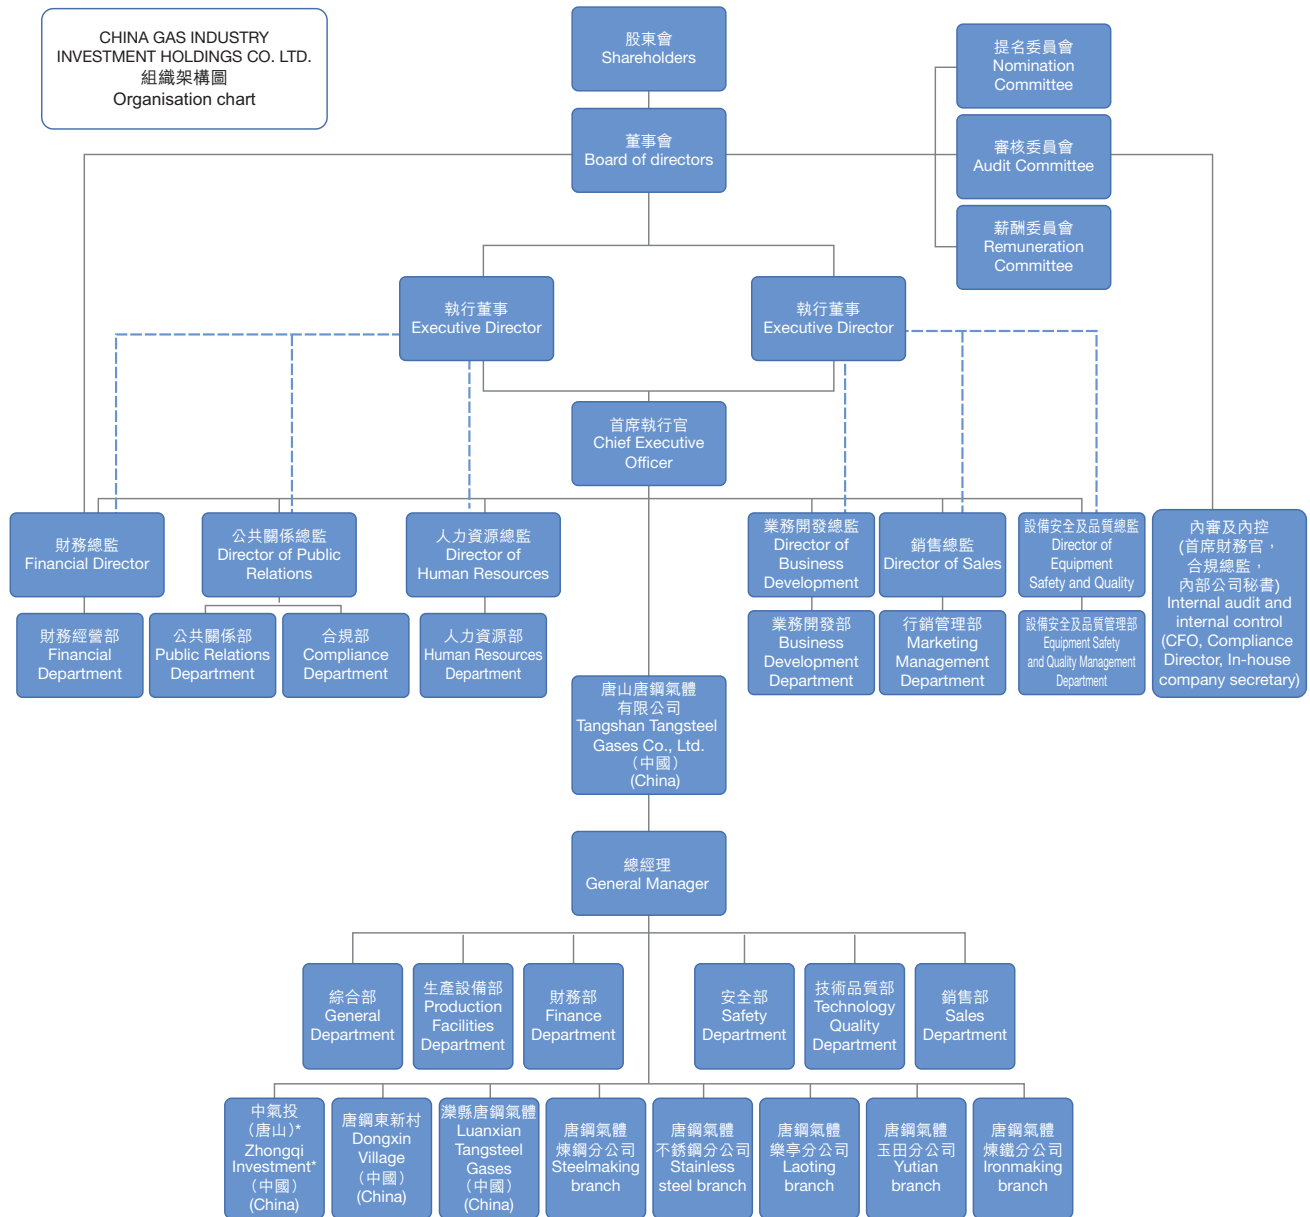 CHINA GAS INDUSTRY
INVESTMENT HOLDINGS CO. LTD.
組織架構圖
Organisation chart
股東會
Shareholders
提名委員會
Nomination
Committee
董事會
Board of directors
審核委員會
Audit Committee
薪酬委員會
Remuneration
Committee
執行董事
Executive Director
執行董事
Executive Director
首席執行官
Chief Executive
Officer
財務總監
Financial Director
公共關係總監
Director of Public
Relations
人力資源總監
Director of
Human Resources
業務開發總監
Director of
Business
Development
銷售總監
Director of Sales
設備安全及品質總監
Director of
Equipment
Safety and Quality
內審及內控
(首席財務官，
合規總監，
內部公司秘書)
Internal audit and
internal control
(CFO, Compliance
Director, In-house
company secretary)
財務經營部
Financial
Department
公共關係部
Public Relations
Department
合規部
Compliance
Department
人力資源部
Human Resources
Department
業務開發部
Business
Development
Department
行銷管理部
Marketing
Management
Department
設備安全及品質管理部
Equipment Safety
and Quality Management
Department
唐山唐鋼氣體
有限公司
Tangshan Tangsteel
Gases Co., Ltd.
（中國）
(China)
總經理
General Manager
綜合部
General
Department
生產設備部
Production
Facilities
Department
財務部
Finance
Department
安全部
Safety
Department
技術品質部
Technology
Quality
Department
銷售部
Sales
Department
中氣投
（唐山）*
Zhongqi
Investment*
（中國）
(China)
唐鋼東新村
Dongxin
Village
（中國）
(China)
灤縣唐鋼氣體
Luanxian
Tangsteel
Gases
（中國）
(China)
唐鋼氣體
煉鋼分公司
Steelmaking
branch
唐鋼氣體
不銹鋼分公司
Stainless
steel branch
唐鋼氣體
樂亭分公司
Laoting
branch
唐鋼氣體
玉田分公司
Yutian
branch
唐鋼氣體
煉鐵分公司
Ironmaking
branch